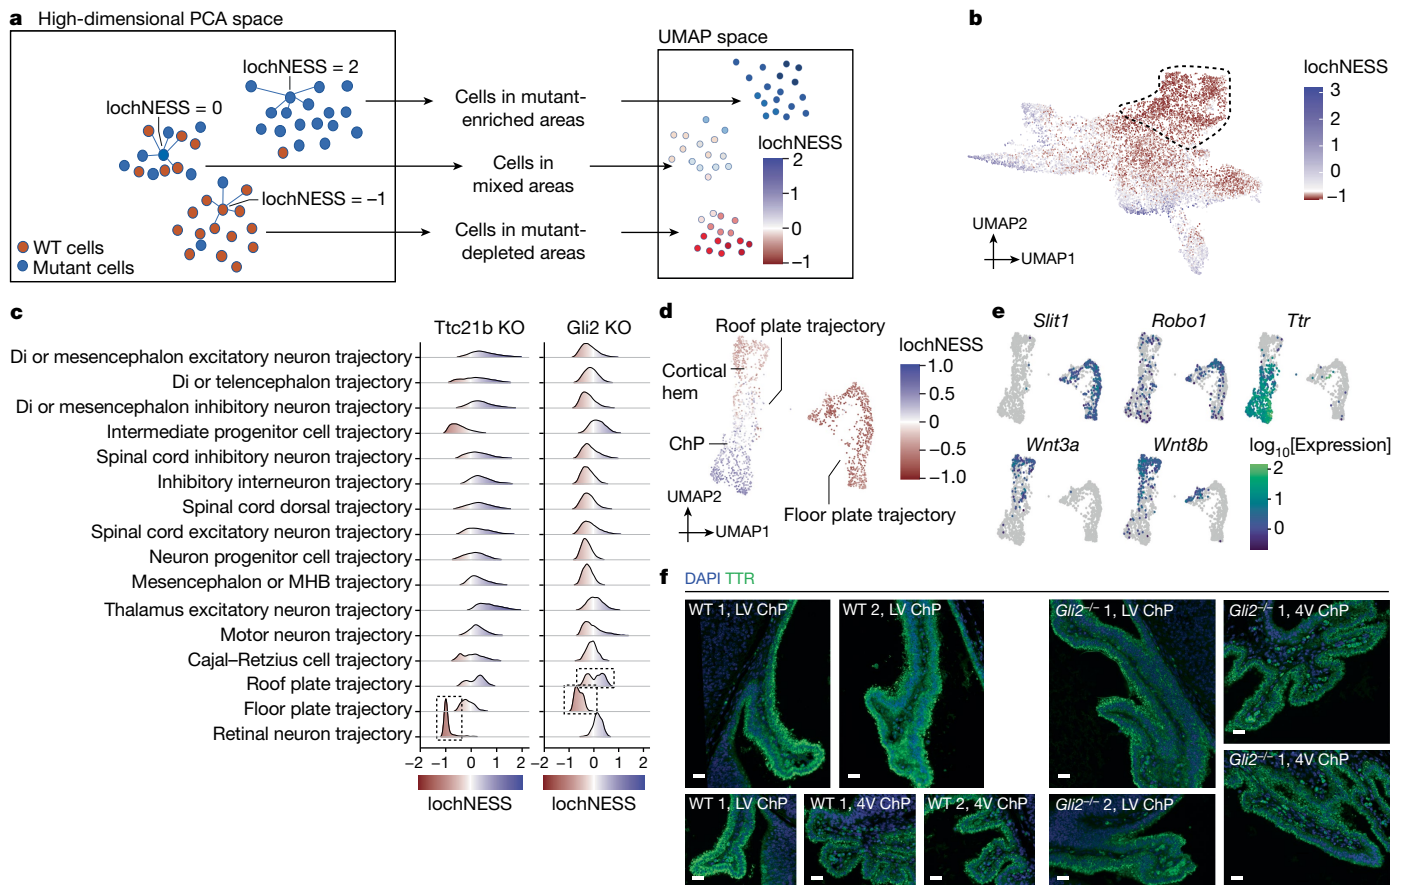 a High-dimensional PCA space
lochNESS = 2
lochNESS = 0
lochNESS = –1
WT cells
Mutant cells
Cells in mutant-
enriched areas
Cells in
mixed areas
Cells in mutant-
depleted areas
UMAP space
lochNESS
2
1
0
–1
b
lochNESS
3
2
1
0
–1
UMAP2
UMAP1
c
Ttc21b KO
Gli2 KO
Di or mesencephalon excitatory neuron trajectory
Di or telencephalon trajectory
Di or mesencephalon inhibitory neuron trajectory
Intermediate progenitor cell trajectory
Spinal cord inhibitory neuron trajectory
Inhibitory interneuron trajectory
Spinal cord dorsal trajectory
Spinal cord excitatory neuron trajectory
Neuron progenitor cell trajectory
Mesencephalon or MHB trajectory
Thalamus excitatory neuron trajectory
Motor neuron trajectory
Cajal–Retzius cell trajectory
Roof plate trajectory
Floor plate trajectory
Retinal neuron trajectory
–2 –1 0 1 2
–2 –1 0 1 2
lochNESS
lochNESS
d
Roof plate trajectory
Cortical
hem
ChP
lochNESS
1.0
0.5
0
–0.5
–1.0
UMAP2
UMAP1
Floor plate trajectory
e
Slit1
Robo1
Ttr
Wnt3a
Wnt8b
log10[Expression]
2
1
0
f DAPI TTR
WT 1, LV ChP
WT 2, LV ChP
Gli2–/– 1, LV ChP
Gli2–/– 1, 4V ChP
Gli2–/– 1, 4V ChP
WT 1, LV ChP
WT 1, 4V ChP
WT 2, 4V ChP
Gli2–/– 2, LV ChP